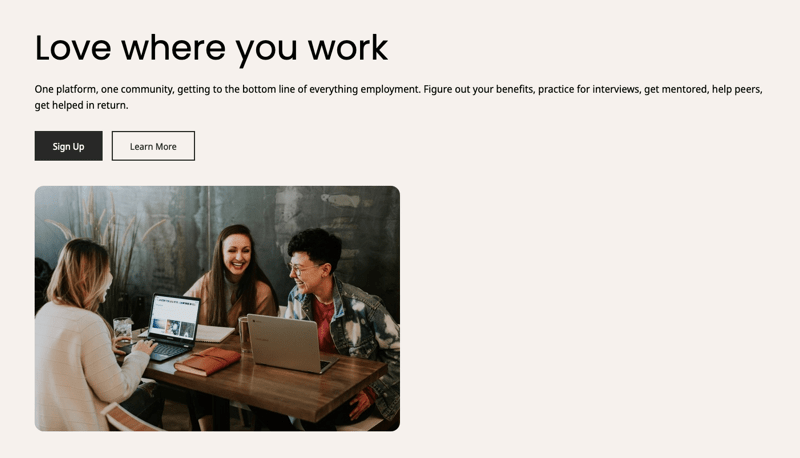 Love where you work
One platform, one community, getting to the bottom line of everything employment. Figure out your benefits, practice for interviews, get mentored, help peers,
get helped in return.
Sign Up
Learn More